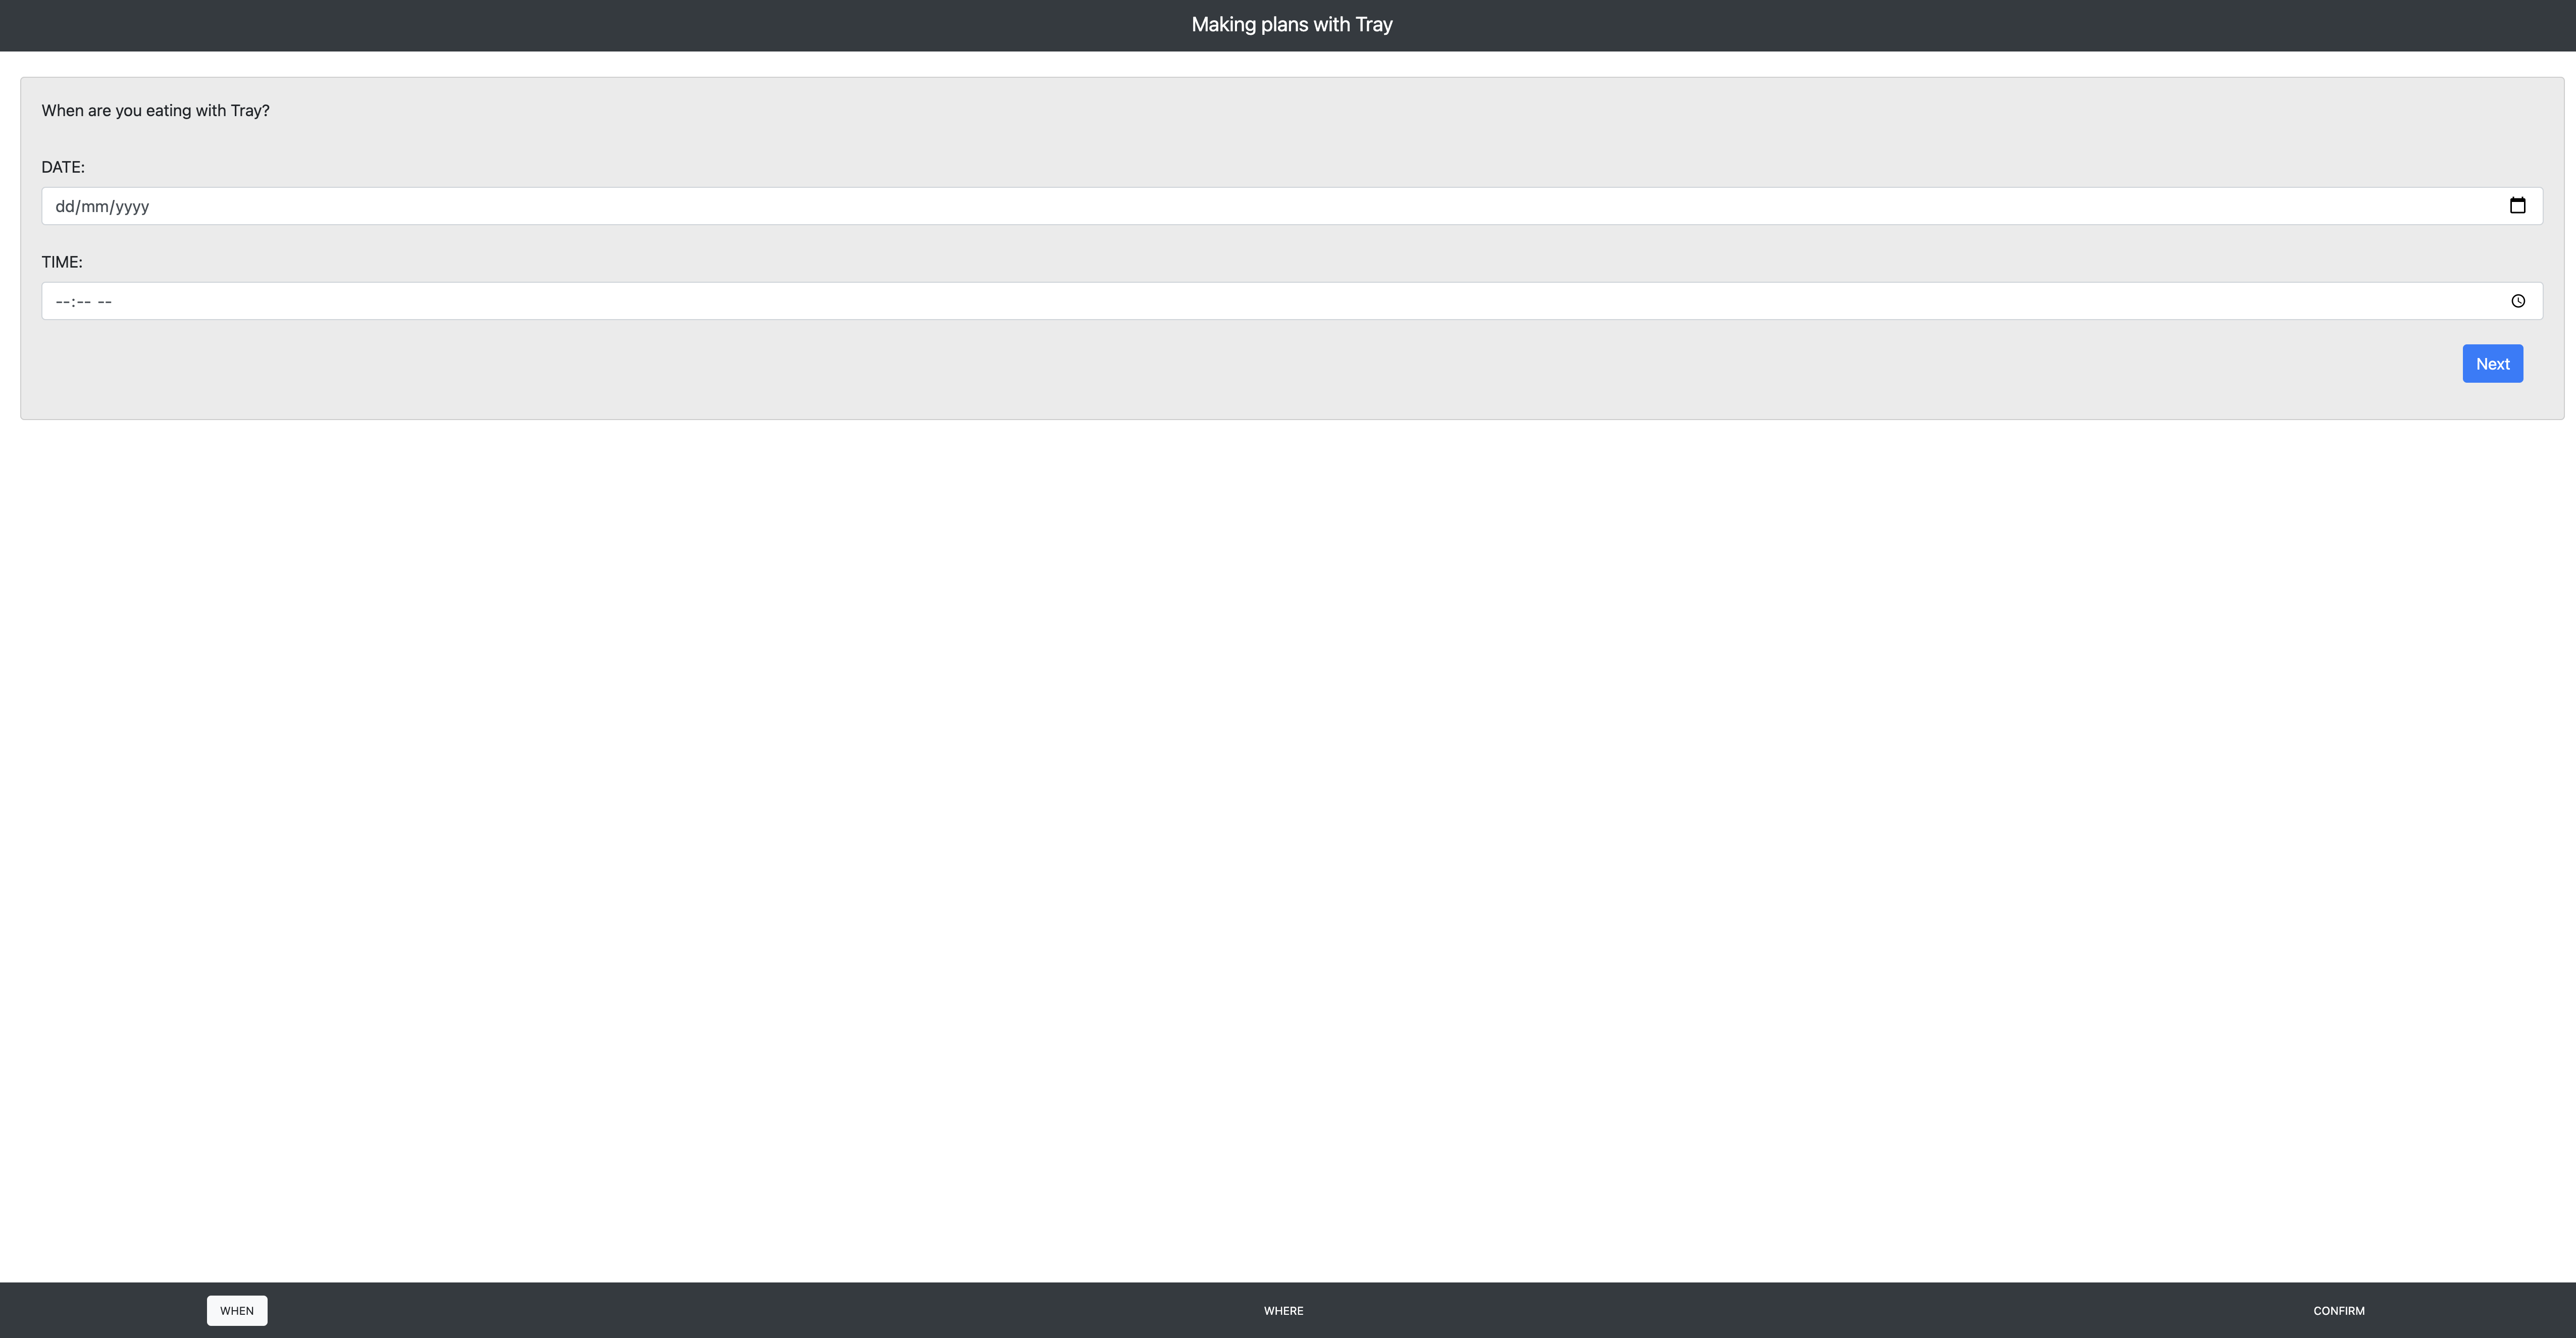 Making plans with Tray
When are you eating with Tray?
DATE:
dd/mm/yyyy
TIME:
--:-- --
Next
WHEN
WHERE
CONFIRM